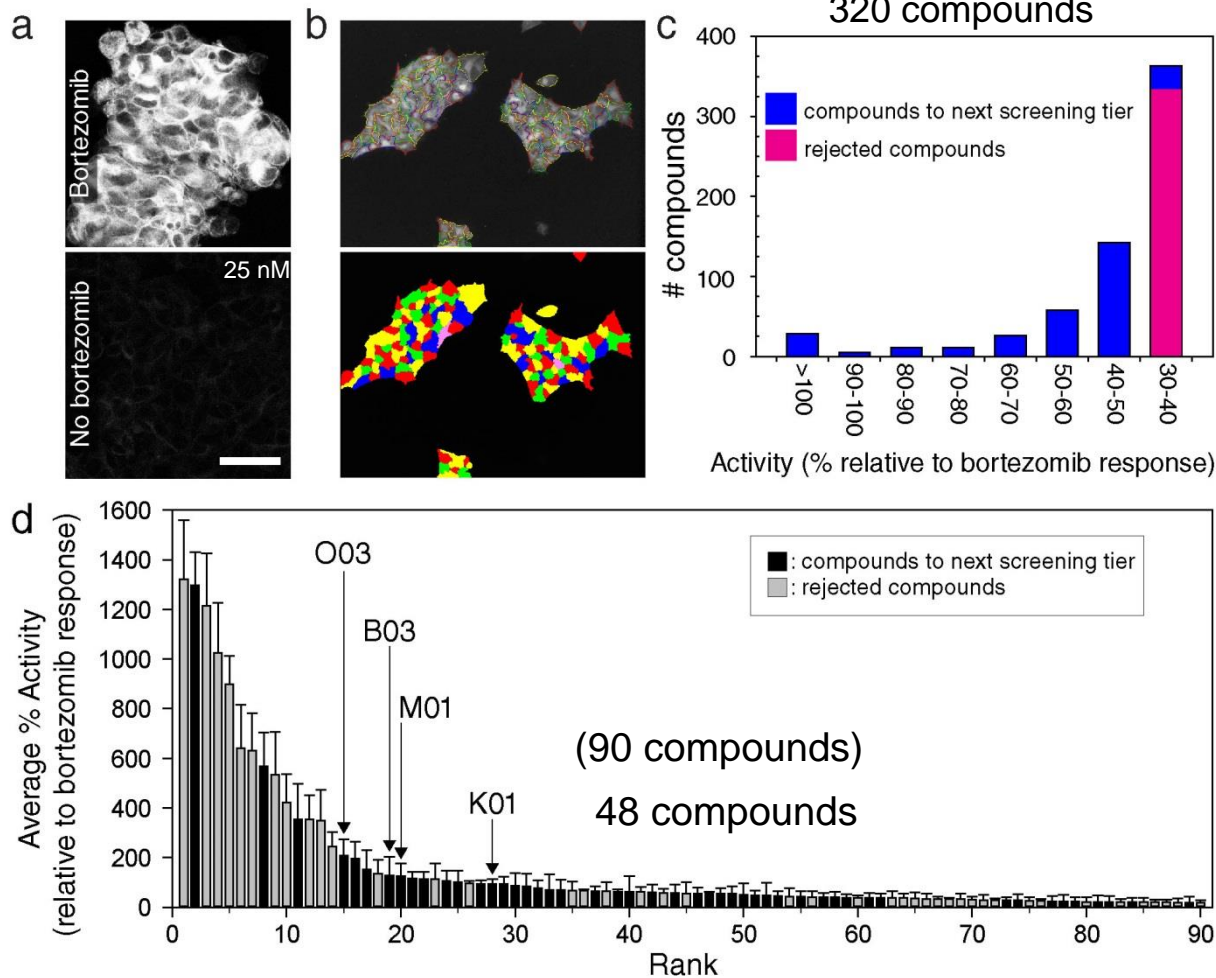 a
Bortezomib
No bortezomib
25 nM
b
c
320 compounds
# compounds
400
300
200
100
0
compounds to next screening tier
rejected compounds
>100
90-100
80-90
70-80
60-70
50-60
40-50
30-40
Activity (% relative to bortezomib response)
d
Average % Activity
(relative to bortezomib response)
1600
1400
1200
1000
800
600
400
200
0
O03
B03
M01
K01
: compounds to next screening tier
: rejected compounds
(90 compounds)
48 compounds
0 10 20 30 40 50 60 70 80 90
Rank